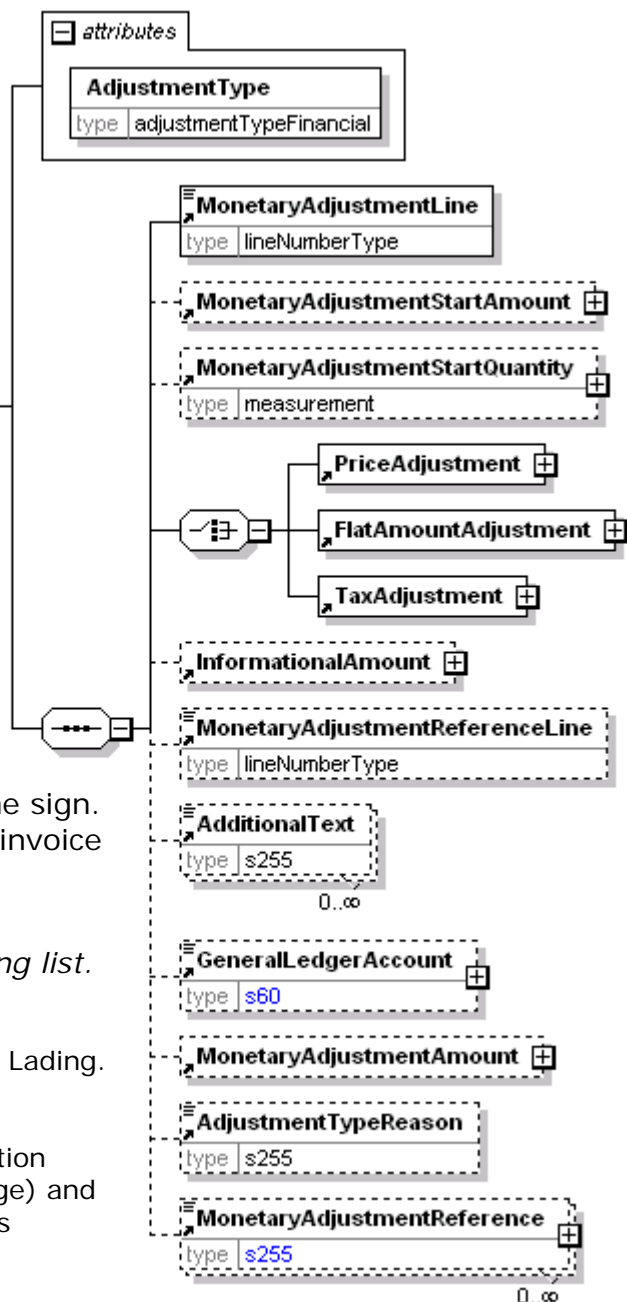 attributes
AdjustmentType
type adjustmentTypeFinancial
MonetaryAdjustmentLine
type lineNumberType
MonetaryAdjustmentStartAmount
MonetaryAdjustmentStartQuantity
type measurement
PriceAdjustment
FlatAmountAdjustment
TaxAdjustment
InformationalAmount
MonetaryAdjustmentReferenceLine
type lineNumberType
ne sign.
invoice
AdditionalText
type s255
0..∞
ng list.
GeneralLedgerAccount
type s60
Lading.
MonetaryAdjustmentAmount
AdjustmentTypeReason
type s255
tion
ge) and
s
MonetaryAdjustmentReference
type s255
0..∞